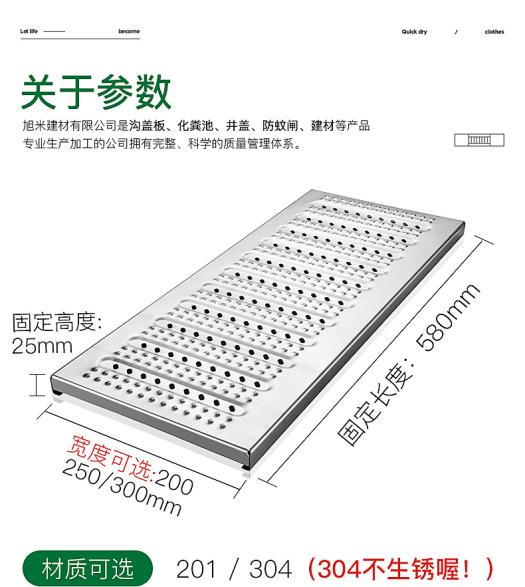 Let life
become
Quick dry / clothes
关于参数
旭米建材有限公司是沟盖板、化粪池、井盖、防蚊闸、建材等产品
专业生产加工的公司拥有完整、科学的质量管理体系。
固定高度:
25mm
固定长度：580mm
宽度可选:200
250/300mm
材质可选 201 / 304（304不生锈喔！）